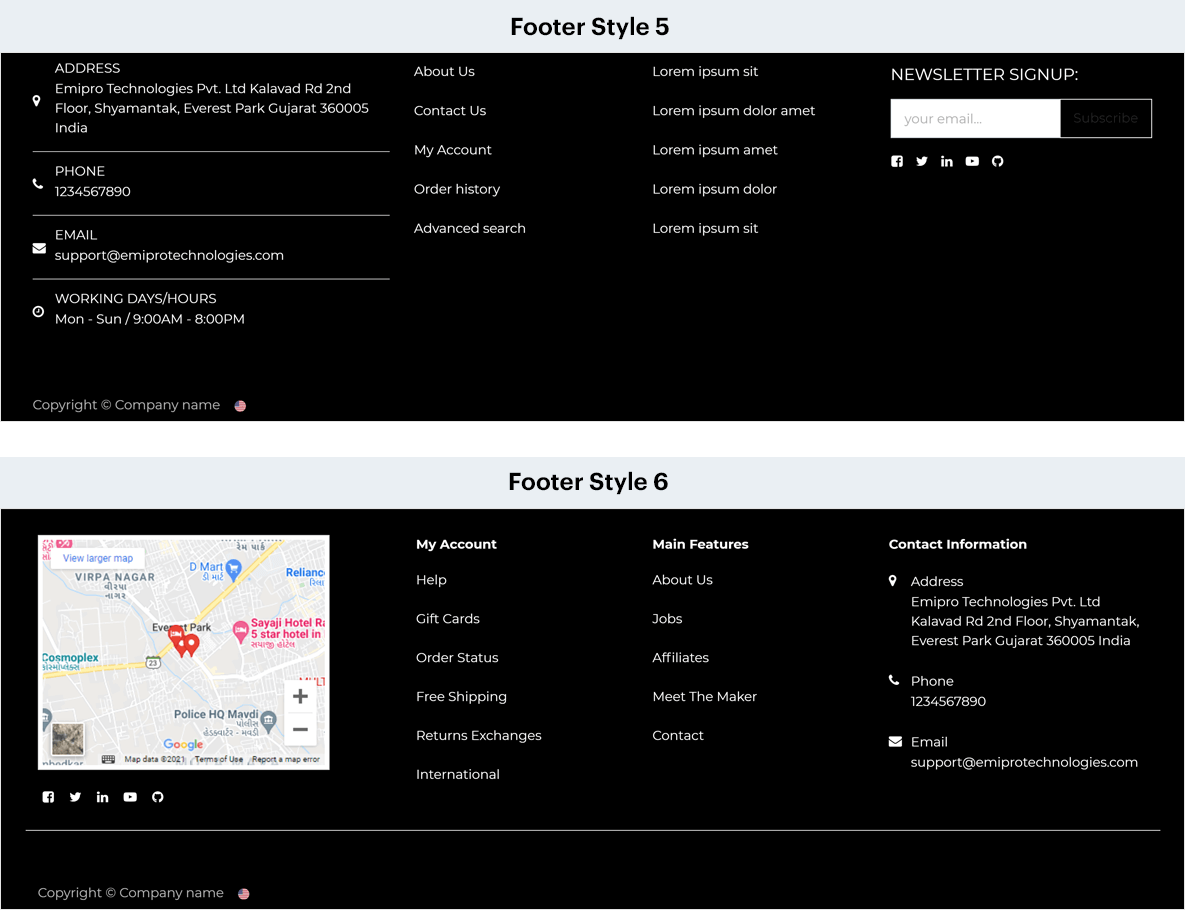 Footer Style 5
ADDRESS
Emipro Technologies Pvt. Ltd Kalavad Rd 2nd
Floor, Shyamantak, Everest Park Gujarat 360005
India
PHONE
1234567890
EMAIL
support@emiprotechnologies.com
WORKING DAYS/HOURS
Mon - Sun / 9:00AM - 8:00PM
About Us
Contact Us
My Account
Order history
Advanced search
Lorem ipsum sit
Lorem ipsum dolor amet
Lorem ipsum amet
Lorem ipsum dolor
Lorem ipsum sit
NEWSLETTER SIGNUP:
your email...
Subscribe
Copyright © Company name
Footer Style 6
View larger map
રેમ પાર્ક
D Mart
ડી માર્ટ
VIRPA NAGAR
વીરપા
નાગર
Relianc
Everest Park
Sayaji Hotel Ra
5 star hotel in
સયાજી હોટેલ
Cosmoplex
23
Police HQ Mavdi
પોલીસ
હેડક્વાર્ટર - મવડી
Google
Map data ©2021
Terms of Use
Report a map error
My Account
Help
Gift Cards
Order Status
Free Shipping
Returns Exchanges
International
Main Features
About Us
Jobs
Affiliates
Meet The Maker
Contact
Contact Information
Address
Emipro Technologies Pvt. Ltd
Kalavad Rd 2nd Floor, Shyamantak,
Everest Park Gujarat 360005 India
Phone
1234567890
Email
support@emiprotechnologies.com
Copyright © Company name